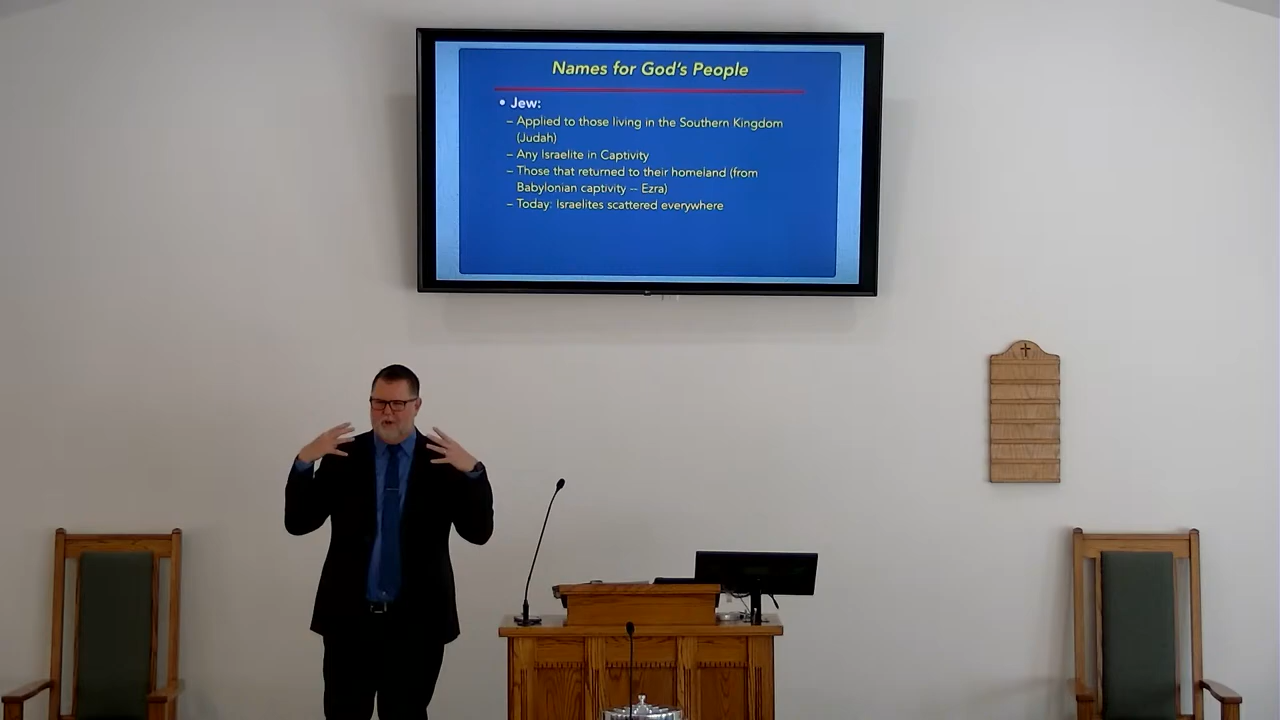 Names for God's People
• Jew:
– Applied to those living in the Southern Kingdom
(Judah)
– Any Israelite in Captivity
– Those that returned to their homeland (from
Babylonian captivity -- Ezra)
– Today: Israelites scattered everywhere